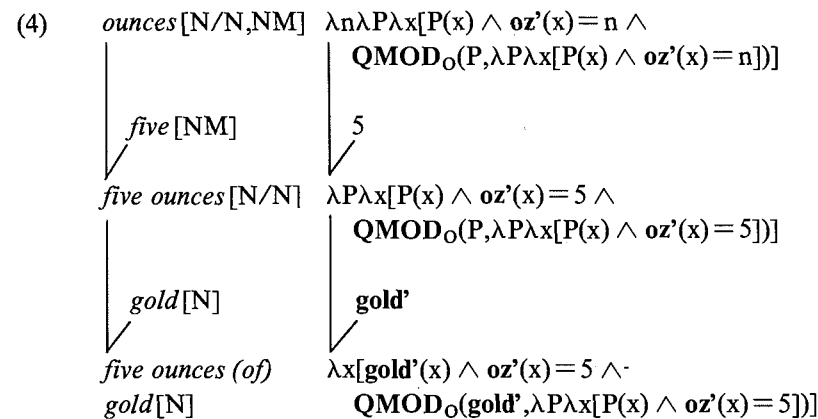 (4) ounces[N/N,NM] λnλPλx[P(x) ∧ oz'(x)=n ∧
QMOD_O(P,λPλx[P(x) ∧ oz'(x)=n])]
five[NM] 5
five ounces[N/N] λPλx[P(x) ∧ oz'(x)=5 ∧
QMOD_O(P,λPλx[P(x) ∧ oz'(x)=5])]
gold[N] gold'
five ounces (of) λx[gold'(x) ∧ oz'(x)=5 ∧
gold[N] QMOD_O(gold',λPλx[P(x) ∧ oz'(x)=5])]